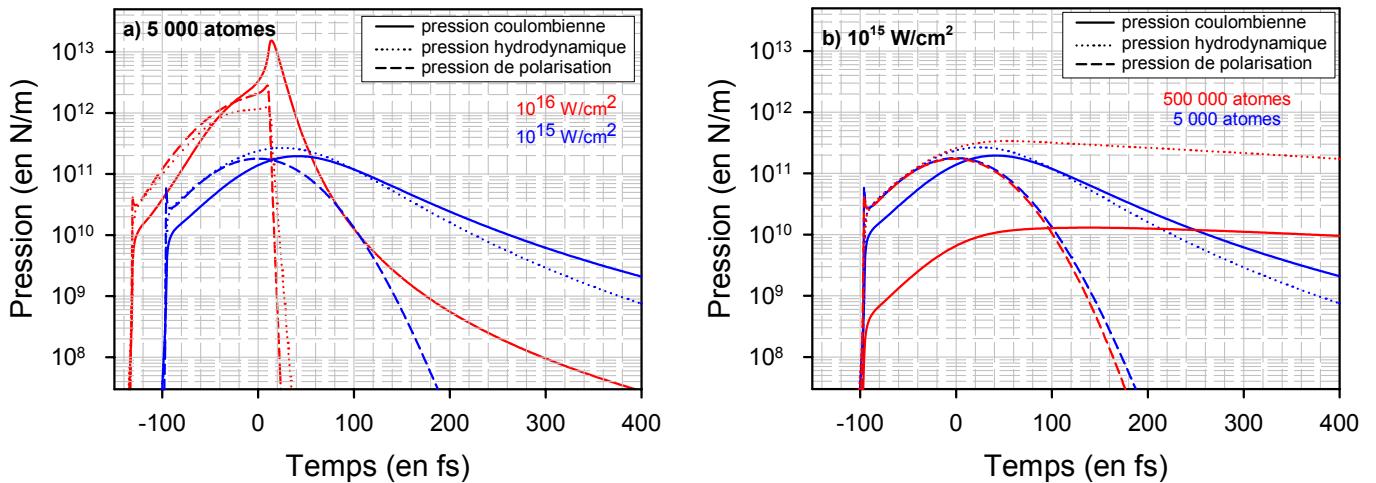 a) 5 000 atomes
pression coulombienne
pression hydrodynamique
pression de polarisation
10^16 W/cm^2
10^15 W/cm^2
Pression (en N/m)
10^13
10^12
10^11
10^10
10^9
10^8
-100 0 100 200 300 400
Temps (en fs)
b) 10^15 W/cm^2
pression coulombienne
pression hydrodynamique
pression de polarisation
500 000 atomes
5 000 atomes
Pression (en N/m)
10^13
10^12
10^11
10^10
10^9
10^8
-100 0 100 200 300 400
Temps (en fs)